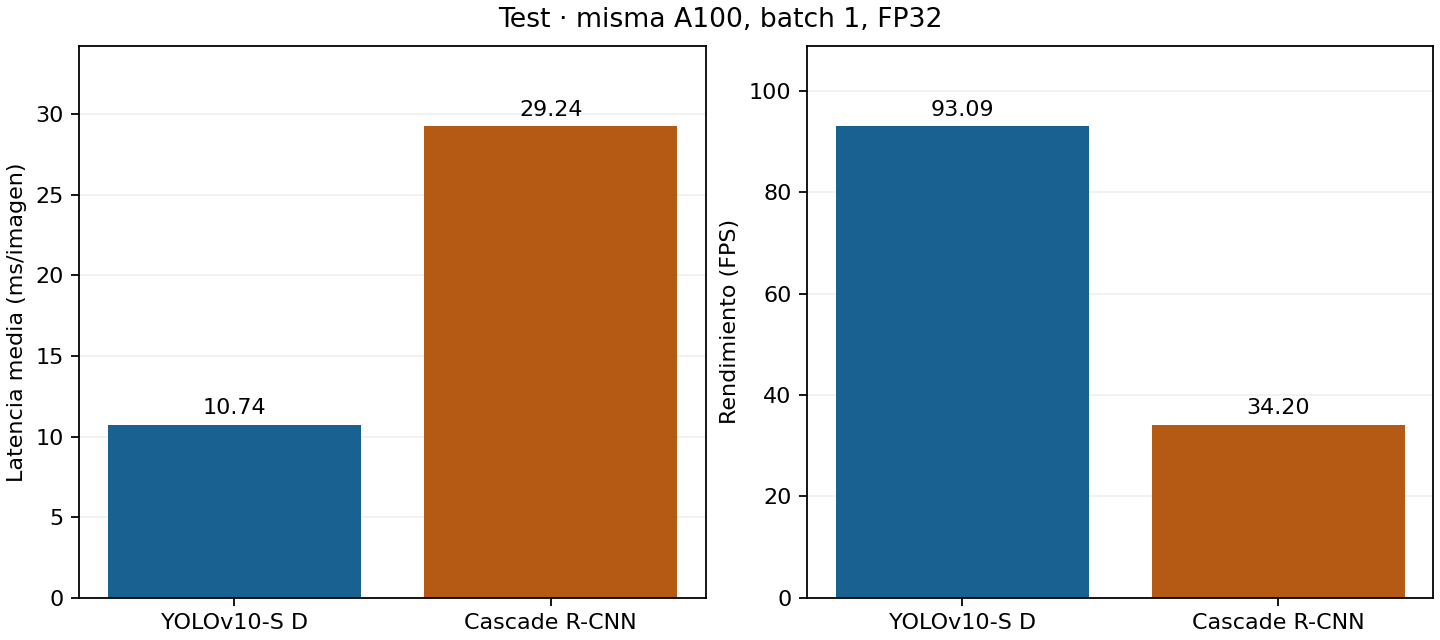 Test · misma A100, batch 1, FP32
Latencia media (ms/imagen)
30
25
20
15
10
5
0
10.74
29.24
YOLOv10-S D
Cascade R-CNN
Rendimiento (FPS)
100
80
60
40
20
0
93.09
34.20
YOLOv10-S D
Cascade R-CNN